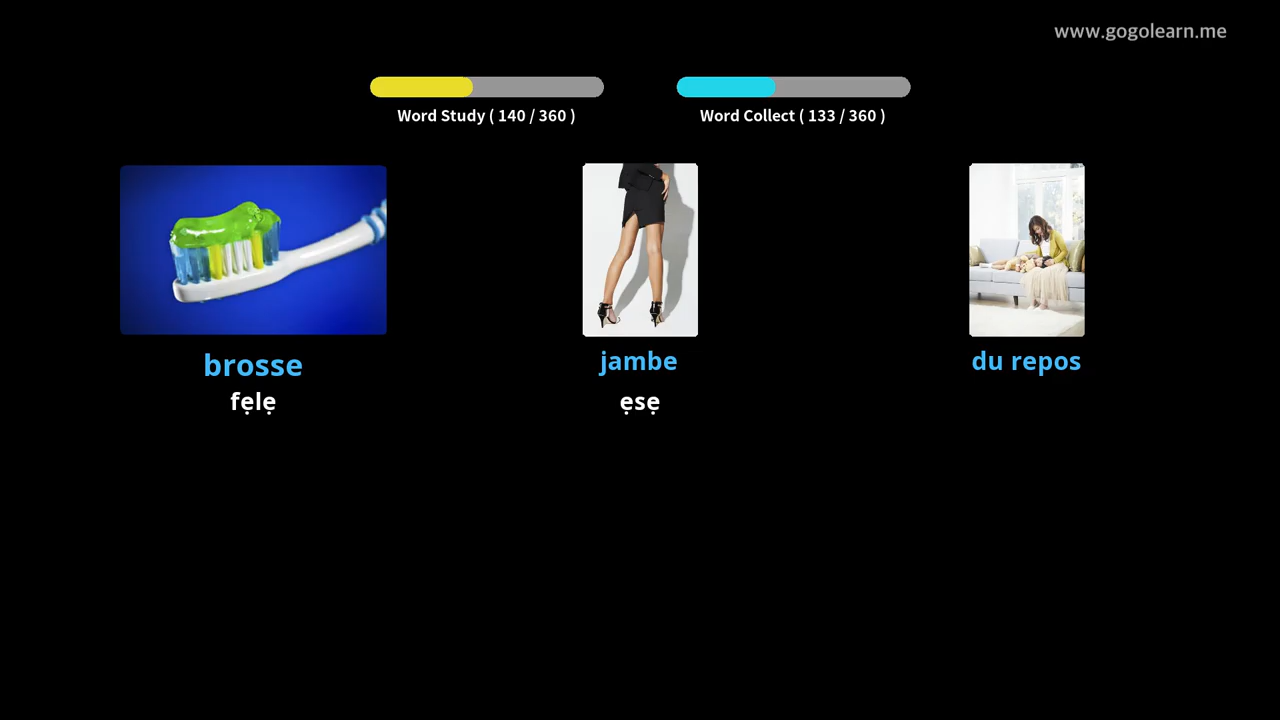 www.gogolearn.me
Word Study ( 140 / 360 )
Word Collect ( 133 / 360 )
brosse
fẹlẹ
jambe
ẹsẹ
du repos